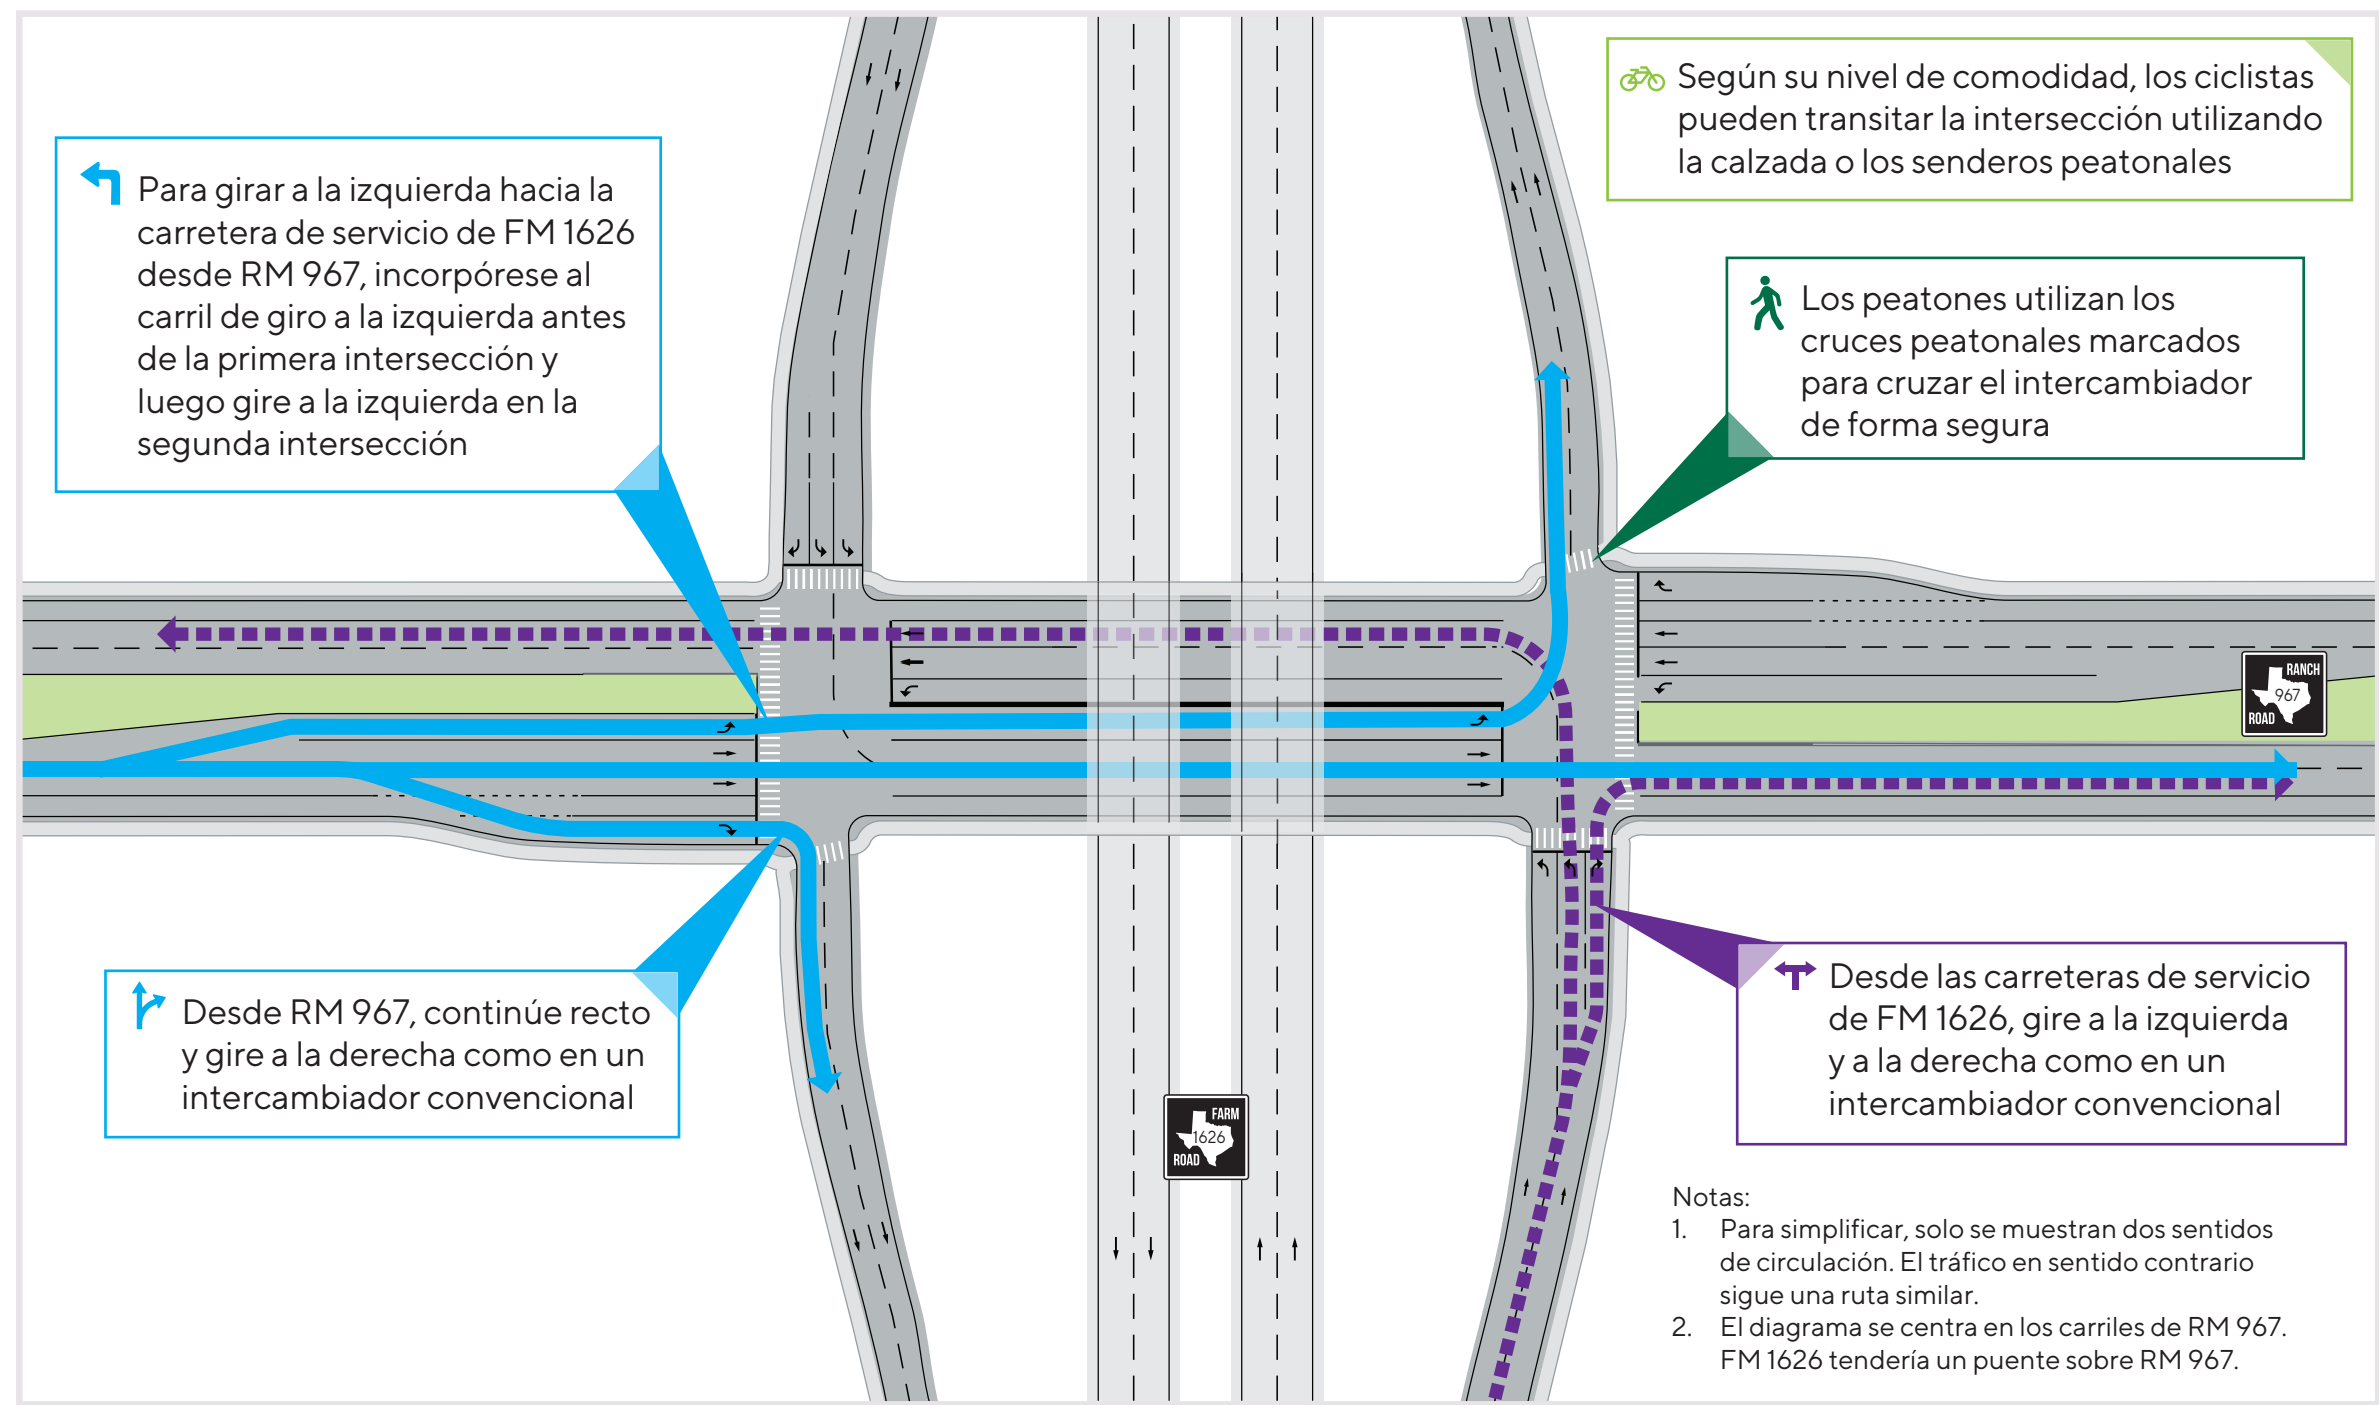 Según su nivel de comodidad, los ciclistas
pueden transitar la intersección utilizando
la calzada o los senderos peatonales
Para girar a la izquierda hacia la
carretera de servicio de FM 1626
desde RM 967, incorpórese al
carril de giro a la izquierda antes
de la primera intersección y
luego gire a la izquierda en la
segunda intersección
Los peatones utilizan los
cruces peatonales marcados
para cruzar el intercambiador
de forma segura
RANCH
967
ROAD
Desde RM 967, continúe recto
y gire a la derecha como en un
intercambiador convencional
Desde las carreteras de servicio
de FM 1626, gire a la izquierda
y a la derecha como en un
intercambiador convencional
FARM
1626
ROAD
Notas:
1. Para simplificar, solo se muestran dos sentidos
de circulación. El tráfico en sentido contrario
sigue una ruta similar.
2. El diagrama se centra en los carriles de RM 967.
FM 1626 tendería un puente sobre RM 967.